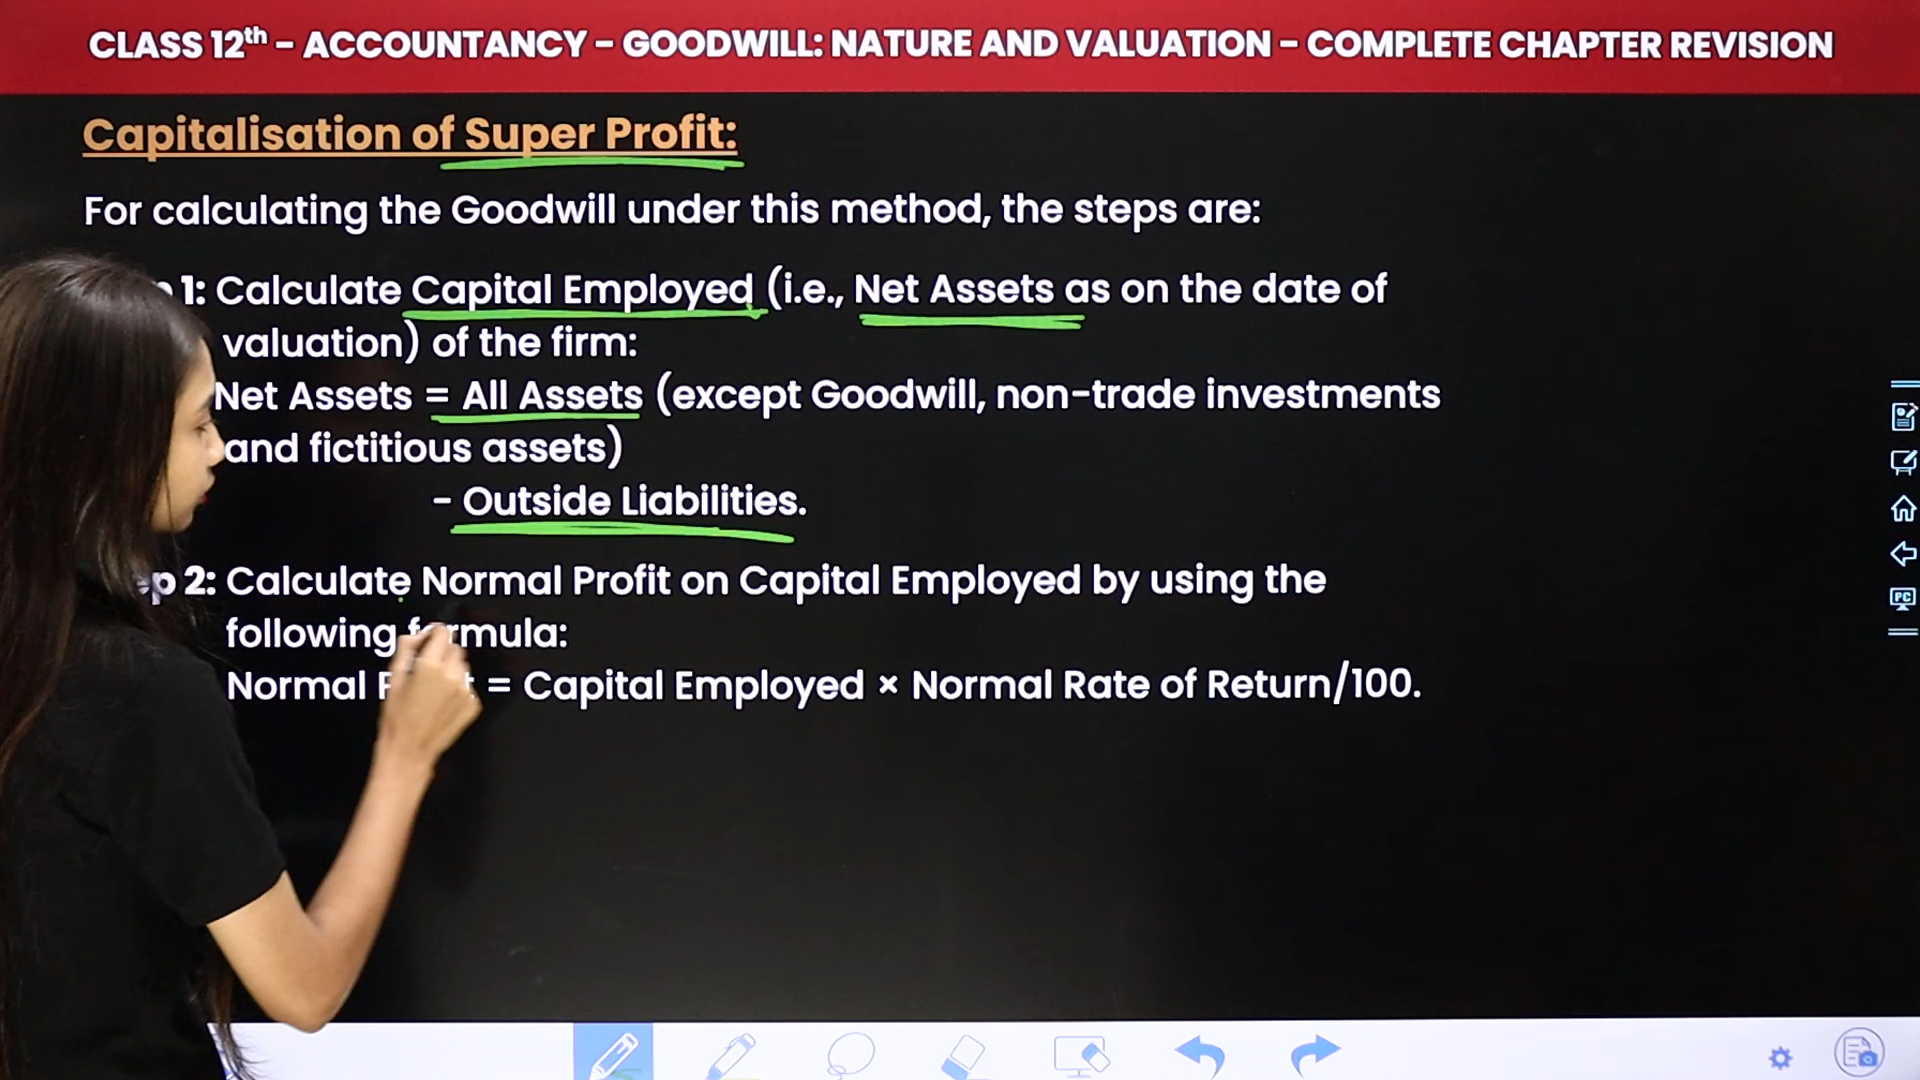 CLASS 12th - ACCOUNTANCY - GOODWILL: NATURE AND VALUATION - COMPLETE CHAPTER REVISION
Capitalisation of Super Profit:
For calculating the Goodwill under this method, the steps are:
1: Calculate Capital Employed (i.e., Net Assets as on the date of
valuation) of the firm:
Net Assets = All Assets (except Goodwill, non-trade investments
and fictitious assets)
- Outside Liabilities.
p 2: Calculate Normal Profit on Capital Employed by using the
following formula:
Normal = Capital Employed × Normal Rate of Return/100.
PC